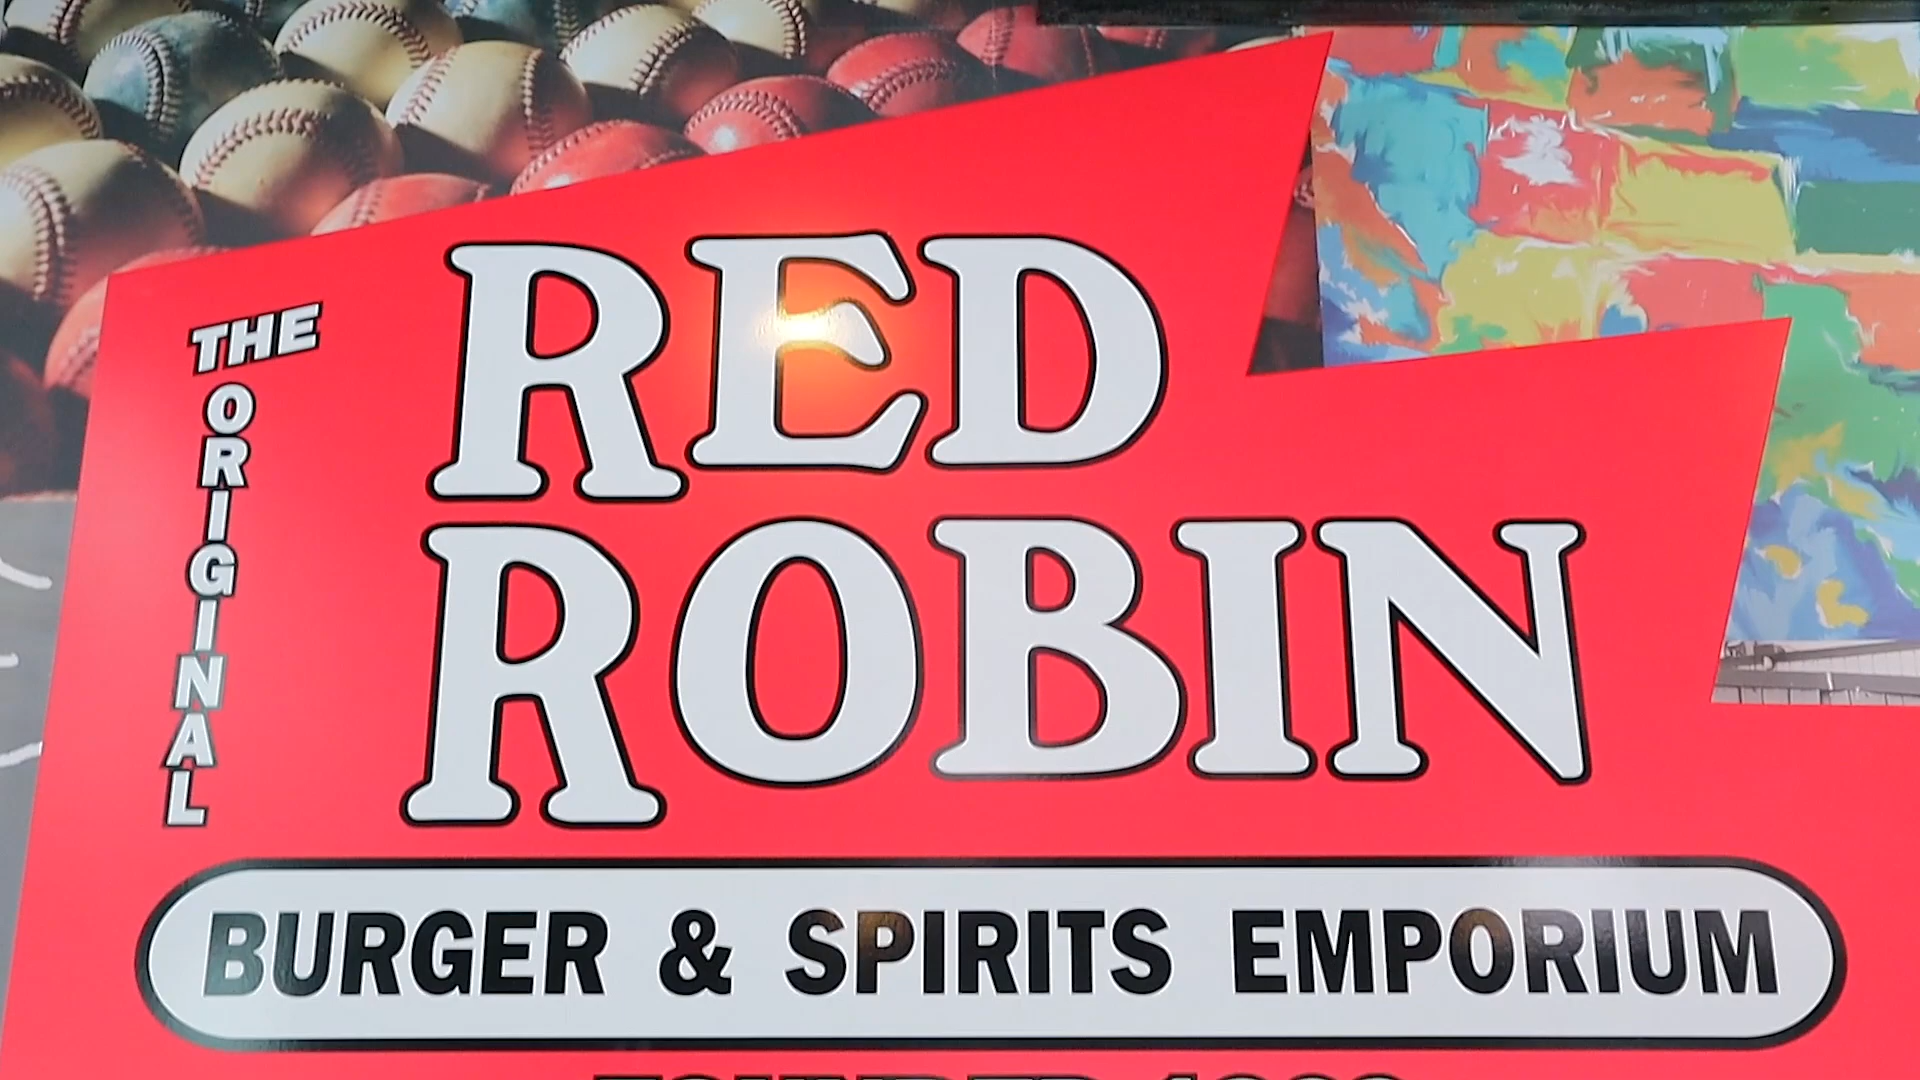 THE
ORIGINAL
RED
ROBIN
BURGER & SPIRITS EMPORIUM